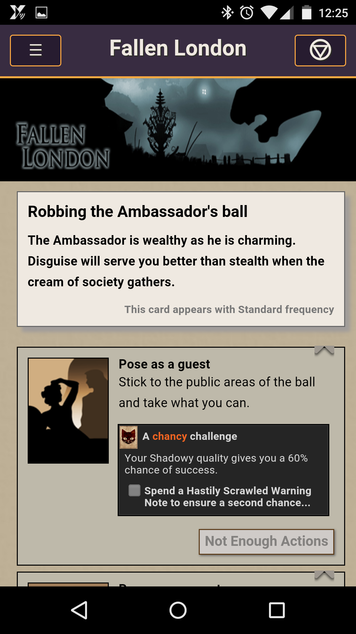 12:25
Fallen London
FALLEN
LONDON
Robbing the Ambassador's ball
The Ambassador is wealthy as he is charming.
Disguise will serve you better than stealth when the
cream of society gathers.
This card appears with Standard frequency
Pose as a guest
Stick to the public areas of the ball
and take what you can.
A chancy challenge
Your Shadowy quality gives you a 60%
chance of success.
Spend a Hastily Scrawled Warning
Note to ensure a second chance...
Not Enough Actions